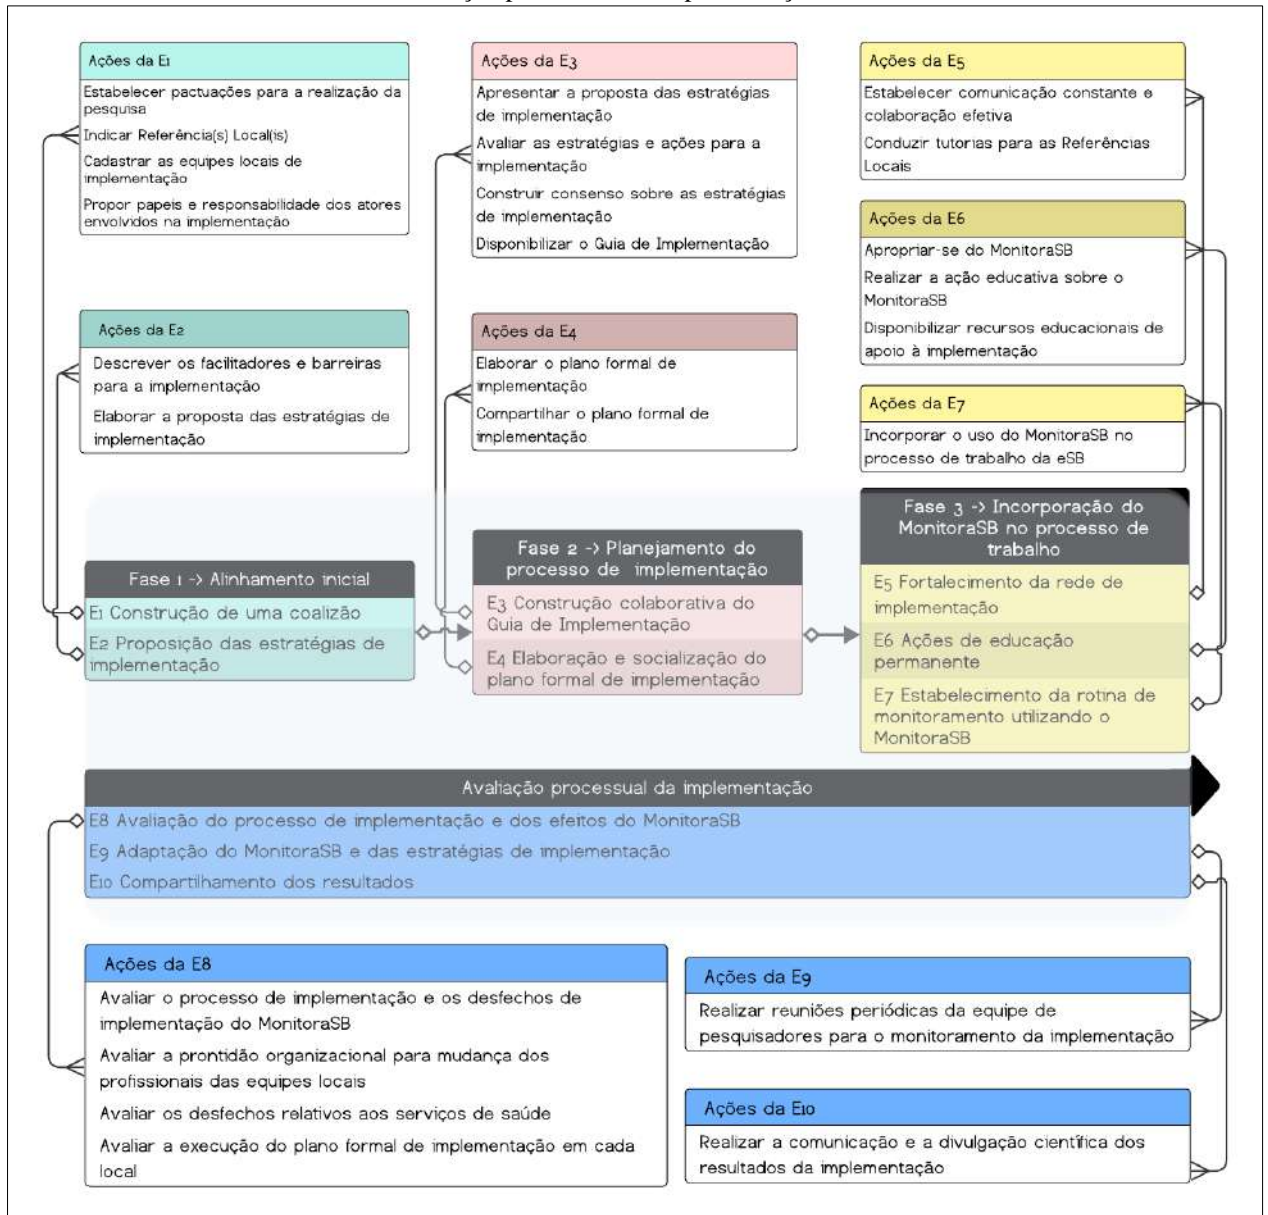 Ações da E1
Estabelecer pactuações para a realização da
pesquisa
Indicar Referência(s) Local(is)
Cadastrar as equipes locais de
implementação
Propor papeis e responsabilidade dos atores
envolvidos na implementação
Ações da E2
Descrever os facilitadores e barreiras
para a implementação
Elaborar a proposta das estratégias de
implementação
Ações da E3
Apresentar a proposta das estratégias
de implementação
Avaliar as estratégias e ações para a
implementação
Construir consenso sobre as estratégias
de implementação
Disponibilizar o Guia de Implementação
Ações da E4
Elaborar o plano formal de
implementação
Compartilhar o plano formal de
implementação
Ações da E5
Estabelecer comunicação constante e
colaboração efetiva
Conduzir tutorias para as Referências
Locais
Ações da E6
Apropriar-se do MonitoraSB
Realizar a ação educativa sobre o
MonitoraSB
Disponibilizar recursos educacionais de
apoio à implementação
Ações da E7
Incorporar o uso do MonitoraSB no
processo de trabalho da eSB
Fase 1 -> Alinhamento inicial
E1 Construção de uma coalizão
E2 Proposição das estratégias de
implementação
Fase 2 -> Planejamento do
processo de implementação
E3 Construção colaborativa do
Guia de Implementação
E4 Elaboração e socialização do
plano formal de implementação
Fase 3 -> Incorporação do
MonitoraSB no processo de
trabalho
E5 Fortalecimento da rede de
implementação
E6 Ações de educação
permanente
E7 Estabelecimento da rotina de
monitoramento utilizando o
MonitoraSB
Avaliação processual da implementação
E8 Avaliação do processo de implementação e dos efeitos do MonitoraSB
E9 Adaptação do MonitoraSB e das estratégias de implementação
E10 Compartilhamento dos resultados
Ações da E8
Avaliar o processo de implementação e os desfechos de
implementação do MonitoraSB
Avaliar a prontidão organizacional para mudança dos
profissionais das equipes locais
Avaliar os desfechos relativos aos serviços de saúde
Avaliar a execução do plano formal de implementação em cada
local
Ações da E9
Realizar reuniões periódicas da equipe de
pesquisadores para o monitoramento da implementação
Ações da E10
Realizar a comunicação e a divulgação científica dos
resultados da implementação